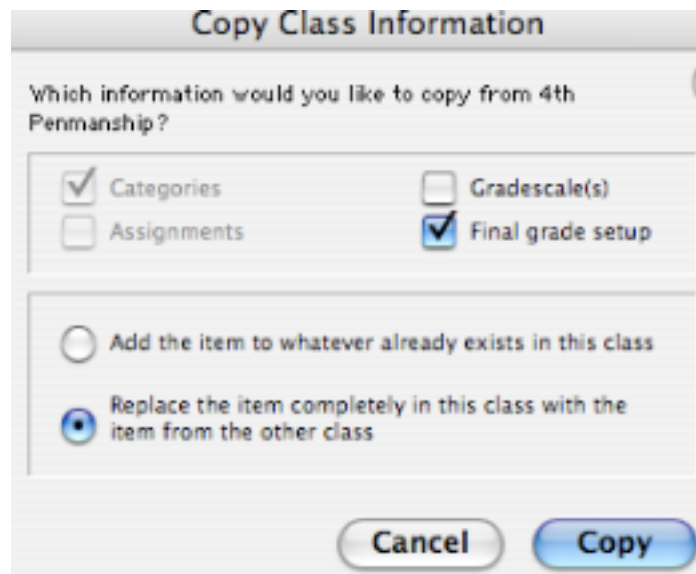 Copy Class Information
Which information would you like to copy from 4th
Penmanship?
Categories
Gradescale(s)
Assignments
Final grade setup
Add the item to whatever already exists in this class
Replace the item completely in this class with the
item from the other class
Cancel
Copy